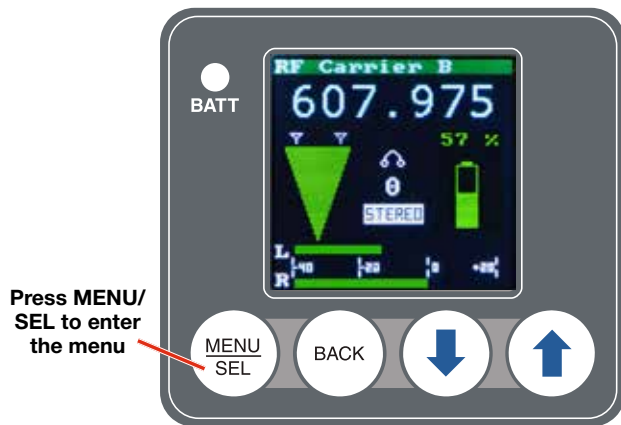 RF Carrier B
BATT
607.975
57 %
0
STEREO
L
-40 -20 0 +20
R
Press MENU/
SEL to enter
the menu
MENU
SEL
BACK